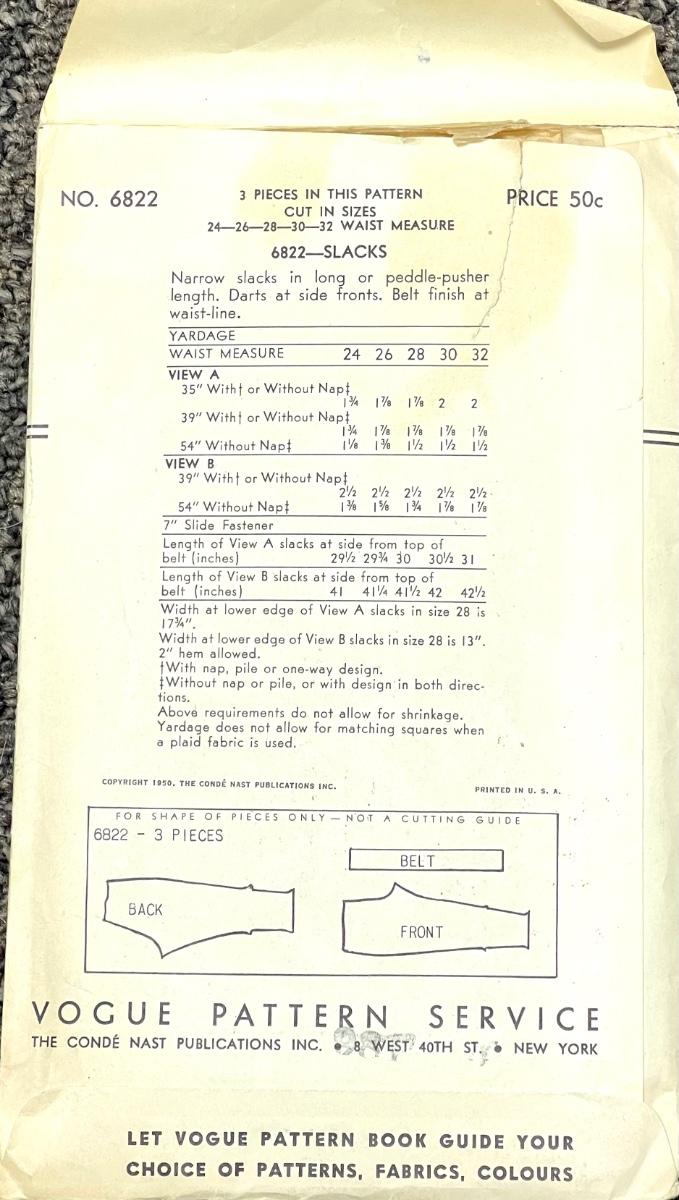 NO. 6822
3 PIECES IN THIS PATTERN
CUT IN SIZES
24—26—28—30—32 WAIST MEASURE
PRICE 50c
6822—SLACKS
Narrow slacks in long or peddle-pusher
length. Darts at side fronts. Belt finish at
waist-line.
YARDAGE
WAIST MEASURE 24 26 28 30 32
VIEW A
35" With† or Without Nap‡
1¾ 1⅞ 1⅞ 2 2
39" With† or Without Nap‡
1¾ 1⅞ 1⅞ 1⅞ 1⅞
54" Without Nap‡ 1⅛ 1⅜ 1½ 1½ 1½
VIEW B
39" With† or Without Nap‡
2½ 2½ 2½ 2½ 2½
54" Without Nap‡ 1⅜ 1⅝ 1¾ 1⅞ 1⅞
7" Slide Fastener
Length of View A slacks at side from top of
belt (inches) 29½ 29¾ 30 30½ 31
Length of View B slacks at side from top of
belt (inches) 41 41¼ 41½ 42 42½
Width at lower edge of View A slacks in size 28 is
17¾".
Width at lower edge of View B slacks in size 28 is 13".
2" hem allowed.
†With nap, pile or one-way design.
‡Without nap or pile, or with design in both direc-
tions.
Above requirements do not allow for shrinkage.
Yardage does not allow for matching squares when
a plaid fabric is used.
COPYRIGHT 1950, THE CONDÉ NAST PUBLICATIONS INC.
PRINTED IN U. S. A.
FOR SHAPE OF PIECES ONLY — NOT A CUTTING GUIDE
6822 - 3 PIECES
BELT
BACK
FRONT
VOGUE PATTERN SERVICE
THE CONDÉ NAST PUBLICATIONS INC. • 8 WEST 40TH ST. • NEW YORK
LET VOGUE PATTERN BOOK GUIDE YOUR
CHOICE OF PATTERNS, FABRICS, COLOURS